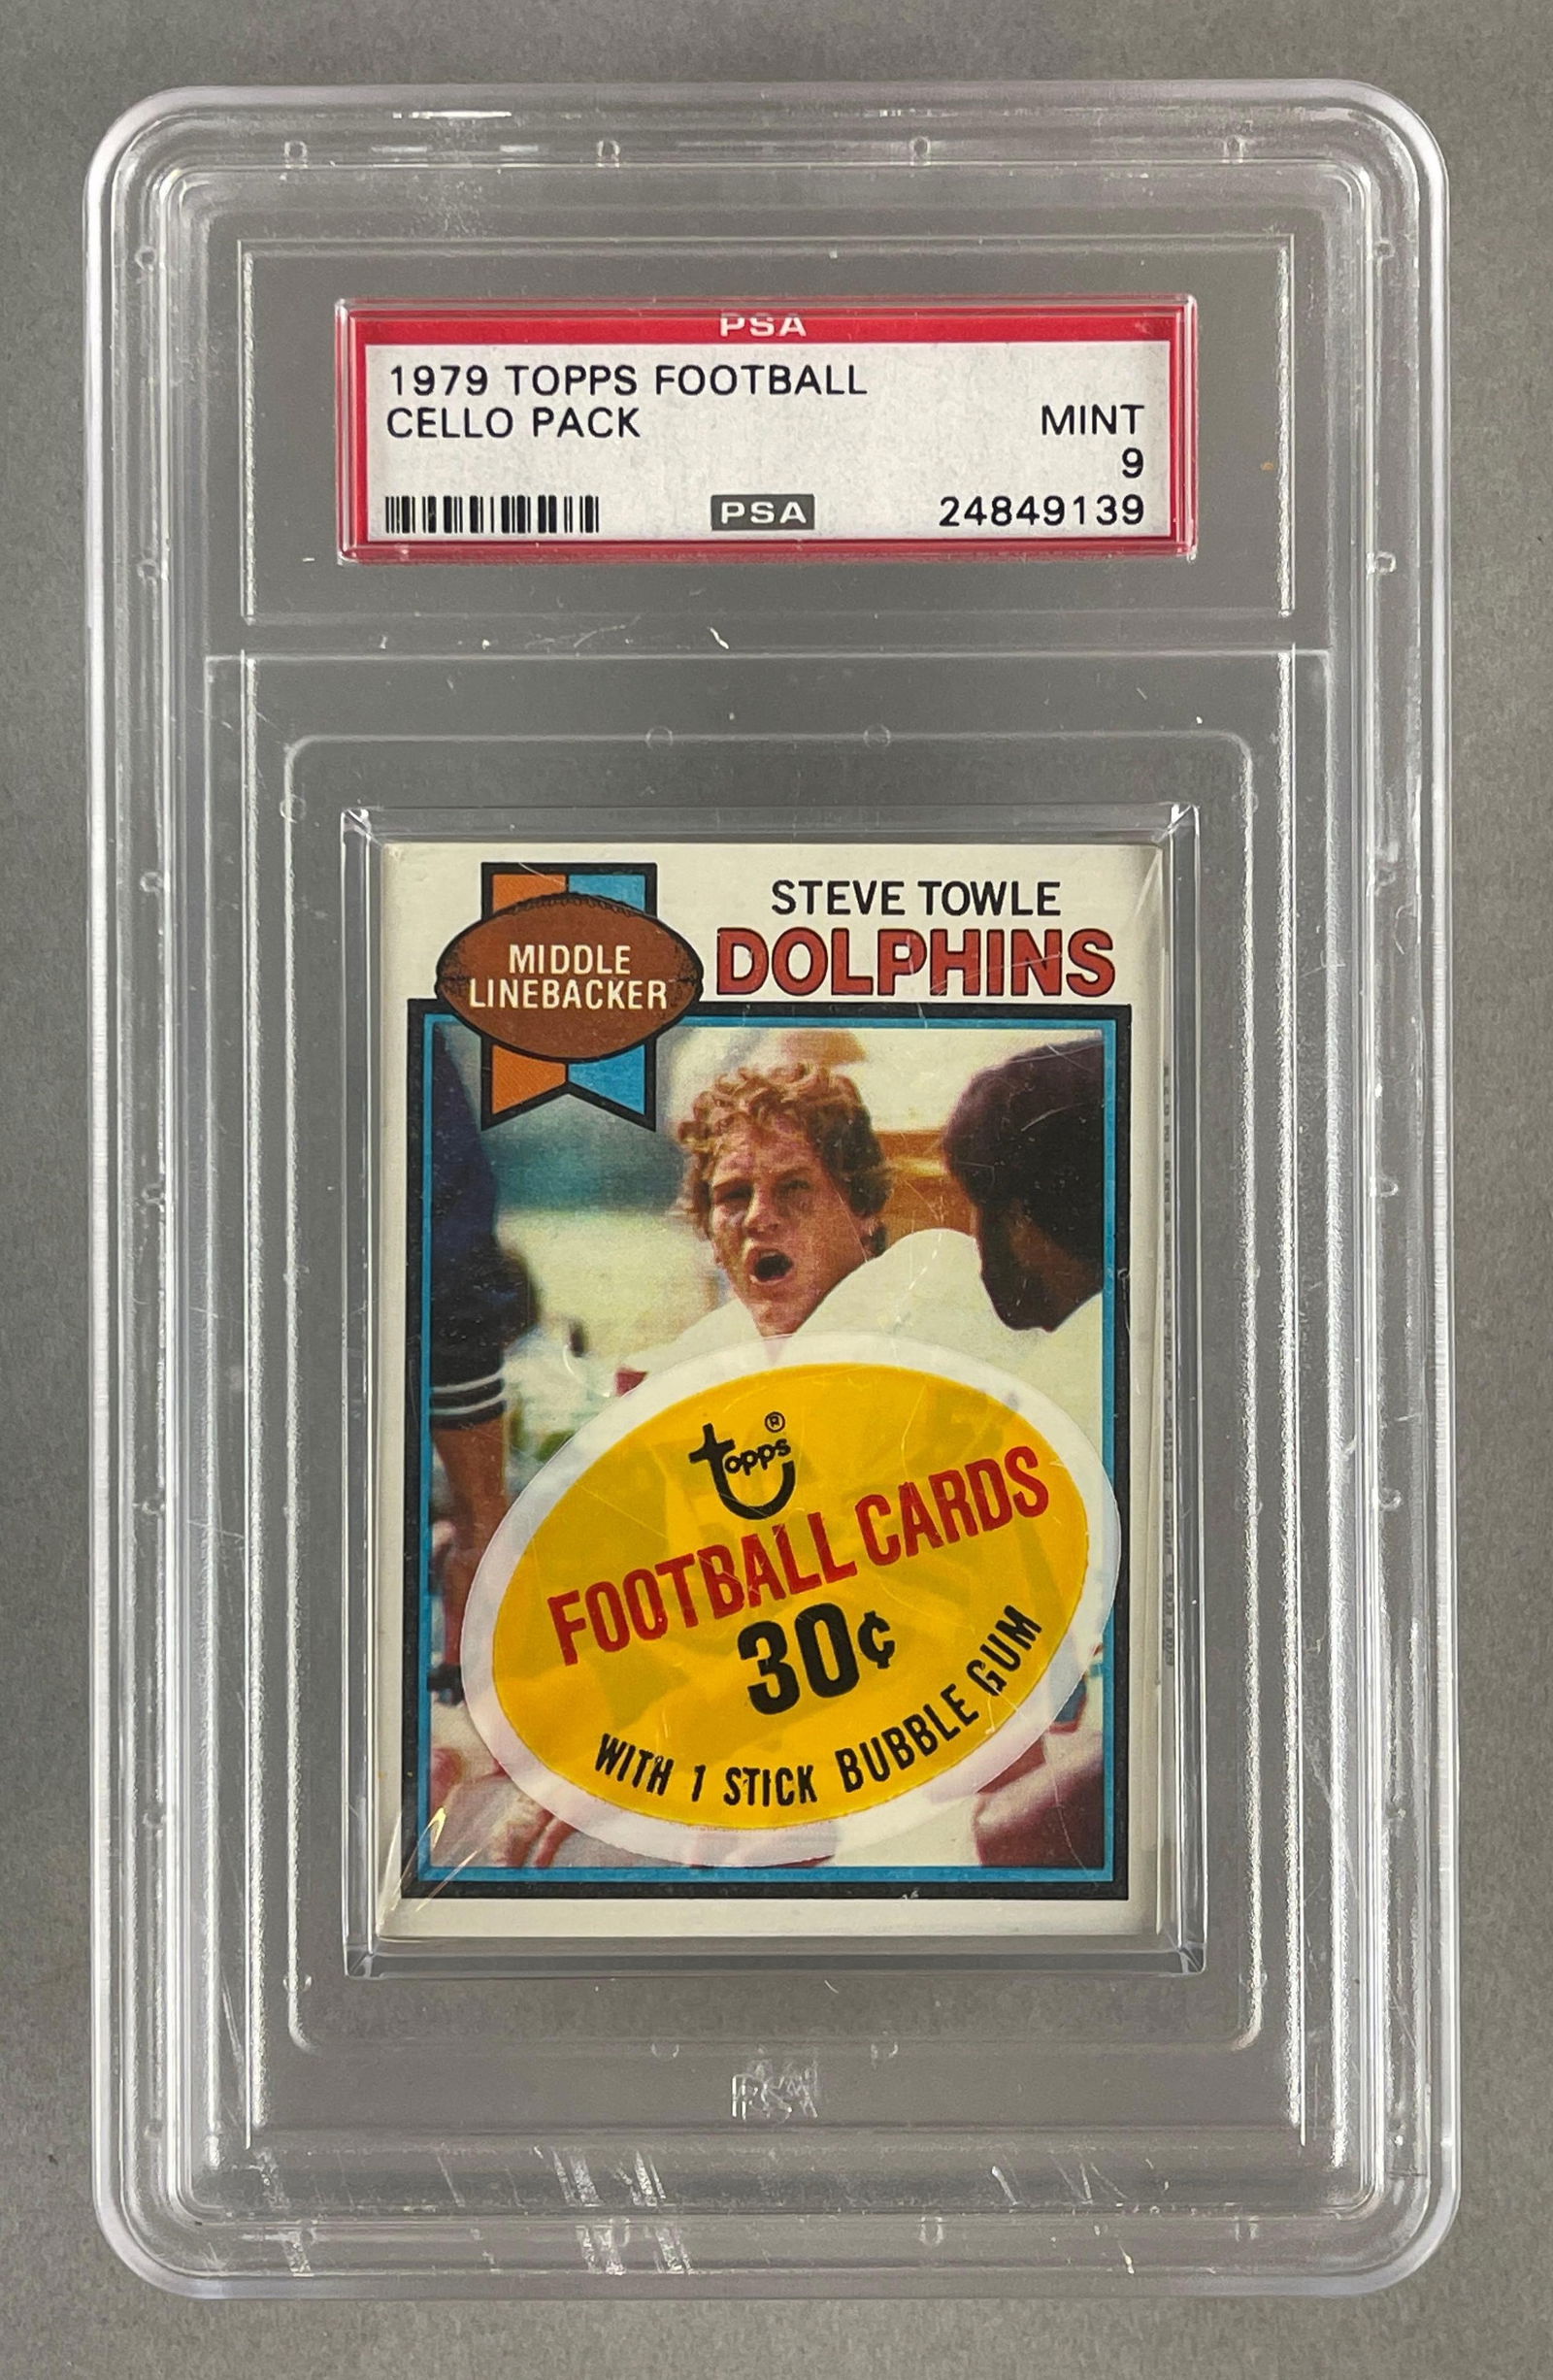 PSA
1979 TOPPS FOOTBALL
CELLO PACK
MINT
9
PSA
24849139
STEVE TOWLE
DOLPHINS
MIDDLE
LINEBACKER
topps ®
FOOTBALL CARDS
30¢
WITH 1 STICK BUBBLE GUM
PSA